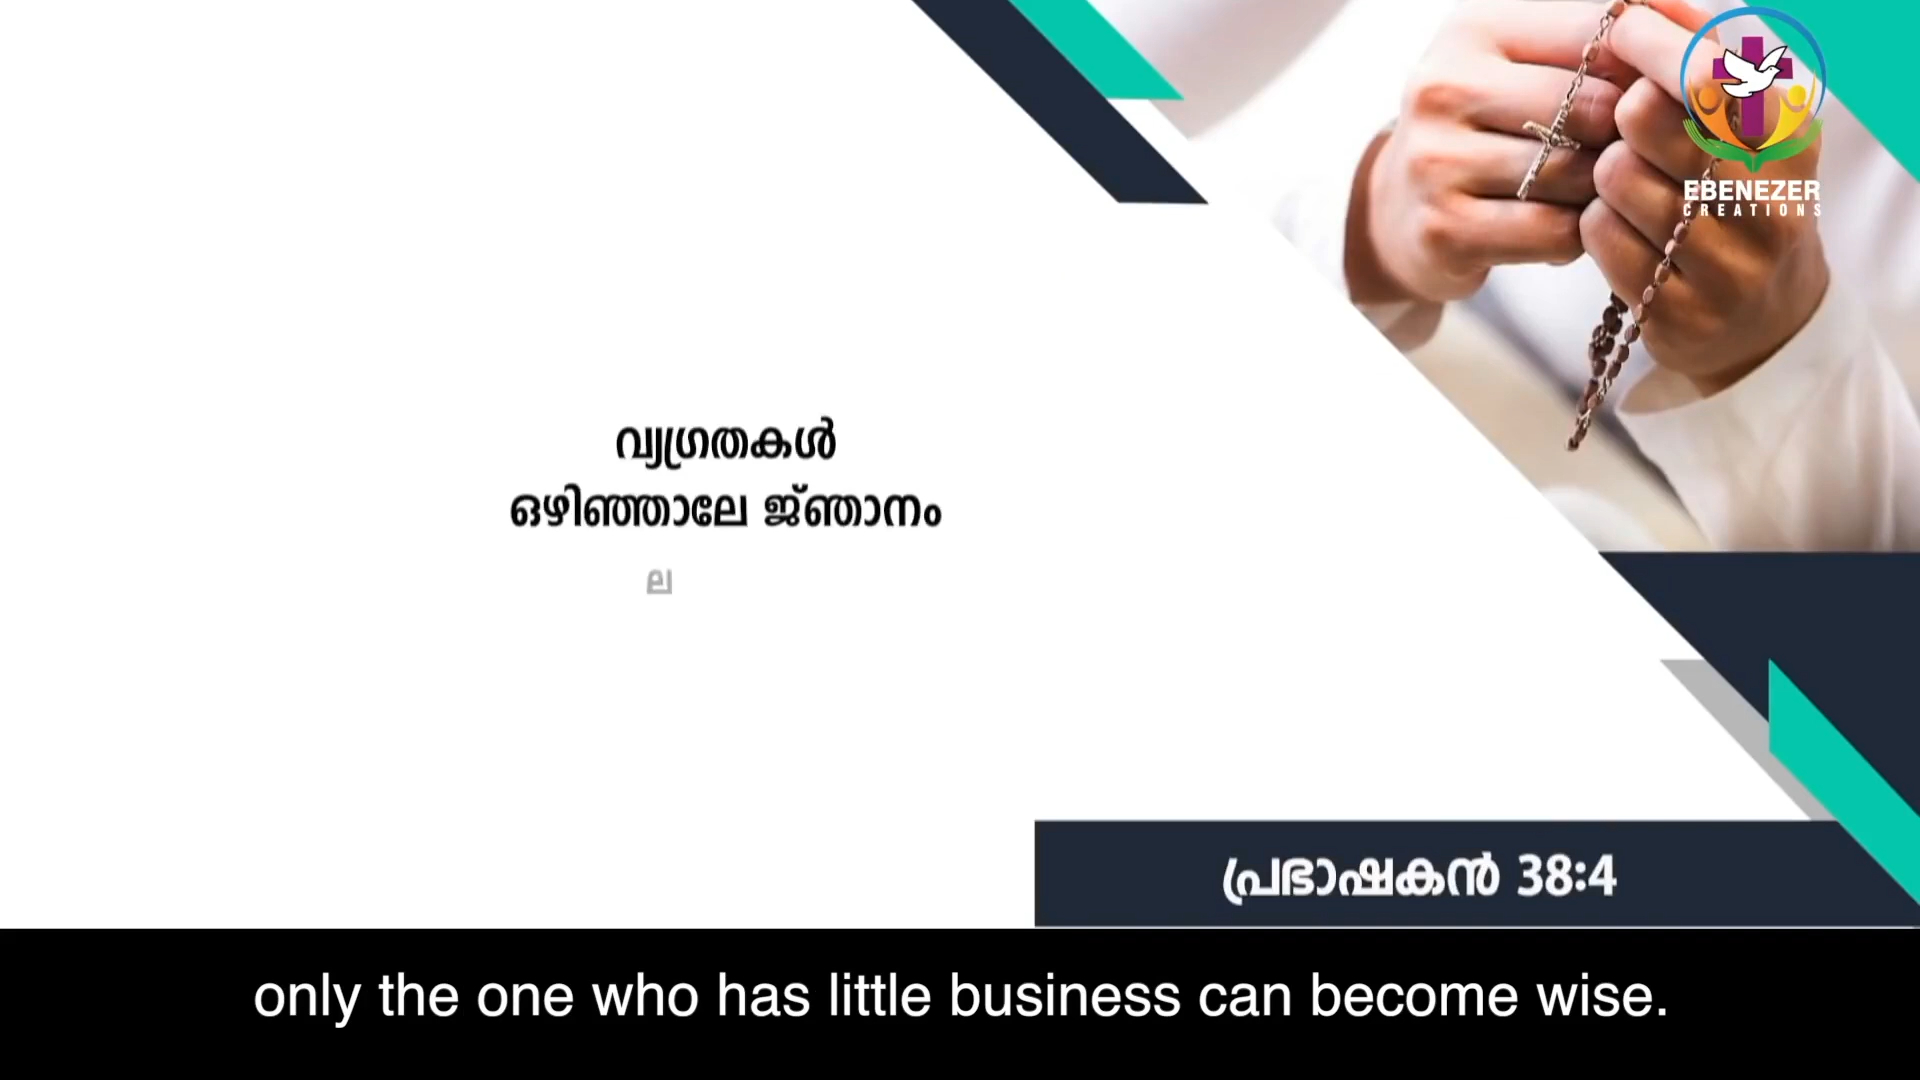 EBENEZER
CREATIONS
വ്യഗ്രതകൾ
ഒഴിഞ്ഞാലേ ജ്ഞാനം
ല
പ്രഭാഷകൻ 38:4
only the one who has little business can become wise.